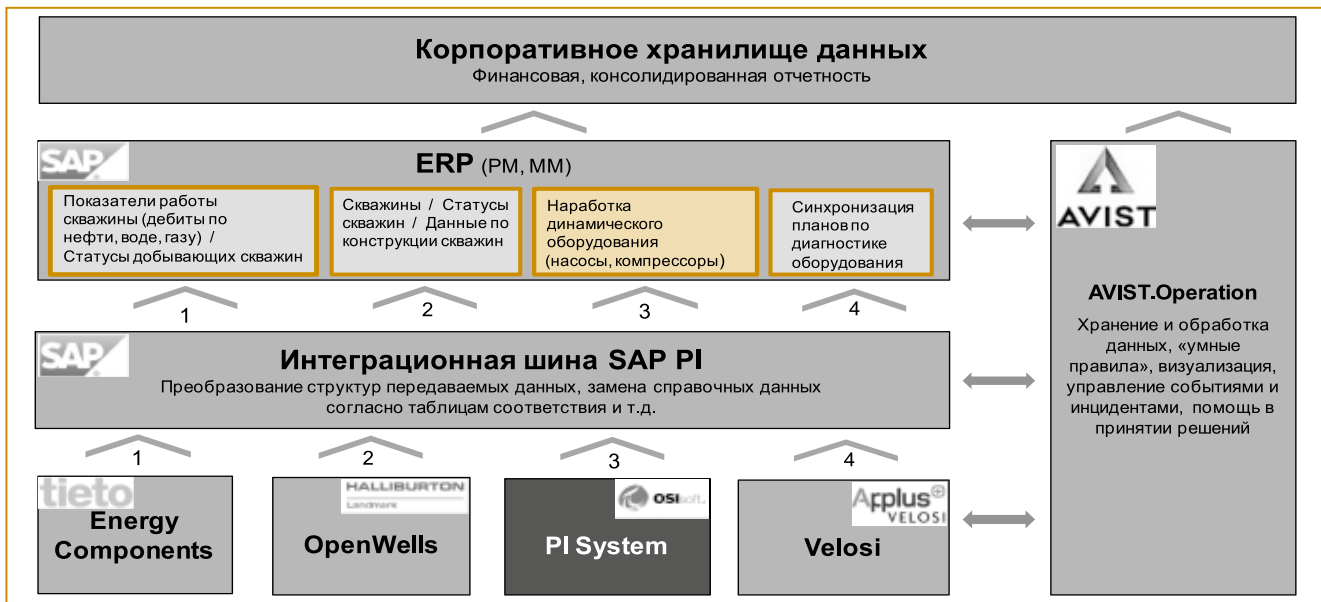 Корпоративное хранилище данных
Финансовая, консолидированная отчетность
SAP
ERP (PM, MM)
Показатели работы
скважины (дебиты по
нефти, воде, газу) /
Статусы добывающих скважин
Скважины / Статусы
скважин / Данные по
конструкции скважин
Наработка
динамического
оборудования
(насосы, компрессоры)
Синхронизация
планов по
диагностике
оборудования
1
2
3
4
SAP
Интеграционная шина SAP PI
Преобразование структур передаваемых данных, замена справочных данных
согласно таблицам соответствия и т.д.
1
2
3
4
tieto
Energy
Components
HALLIBURTON
Landmark
OpenWells
OSIsoft.
PI System
Applus
VELOSI
Velosi
AVIST
AVIST.Operation
Хранение и обработка
данных, «умные
правила», визуализация,
управление событиями и
инцидентами, помощь в
принятии решений